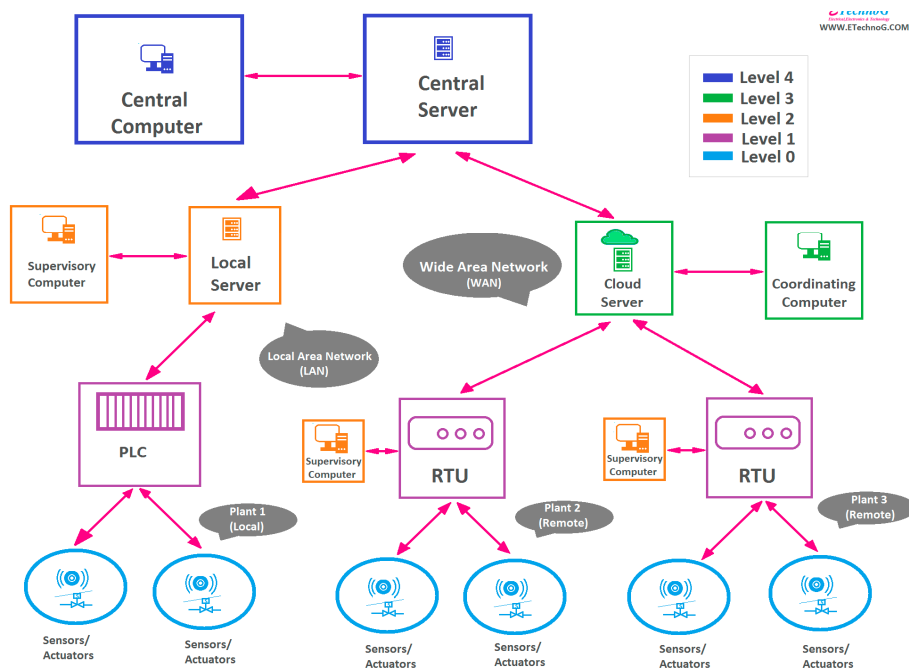 ETechnoG
Electrical, Electronics & Technology
WWW.ETechnoG.COM
Central
Computer
Central
Server
Level 4
Level 3
Level 2
Level 1
Level 0
Supervisory
Computer
Local
Server
Wide Area Network
(WAN)
Cloud
Server
Coordinating
Computer
Local Area Network
(LAN)
PLC
Supervisory
Computer
RTU
Supervisory
Computer
RTU
Plant 1
(Local)
Plant 2
(Remote)
Plant 3
(Remote)
Sensors/
Actuators
Sensors/
Actuators
Sensors/
Actuators
Sensors/
Actuators
Sensors/
Actuators
Sensors/
Actuators